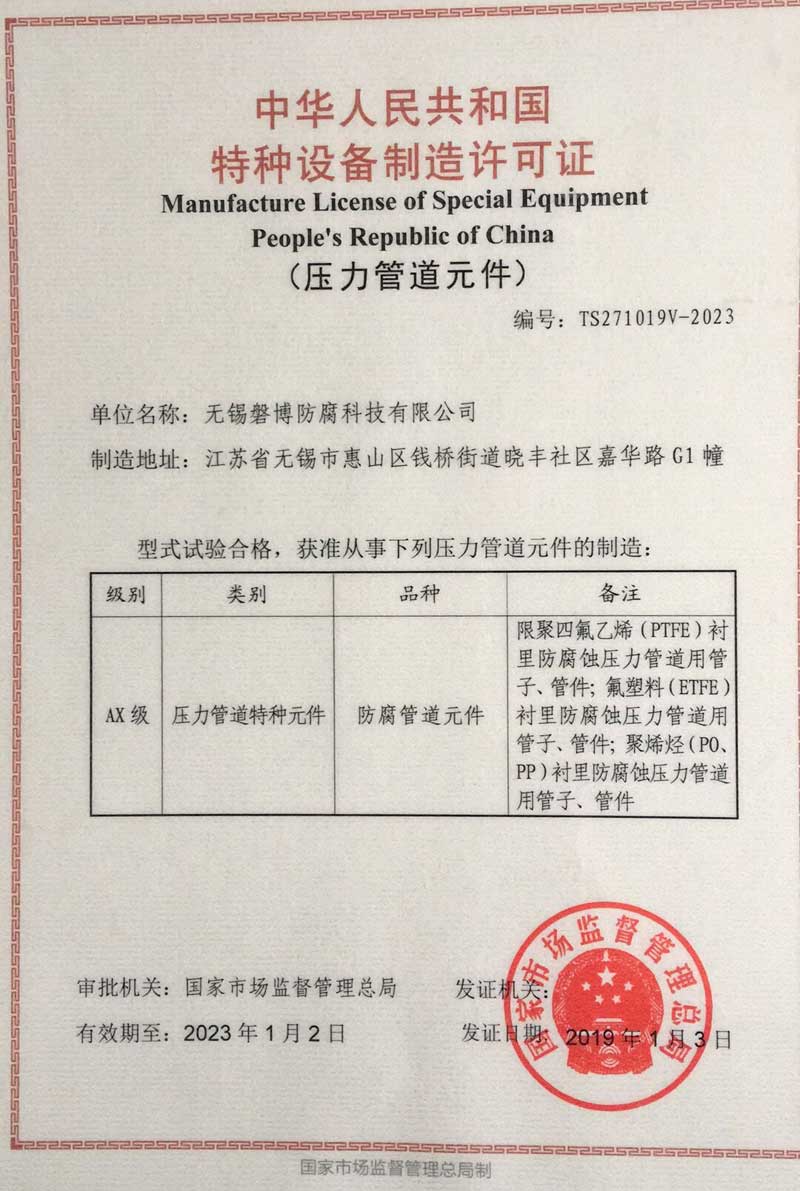 中华人民共和国
特种设备制造许可证
Manufacture License of Special Equipment
People's Republic of China
（压力管道元件）
编号：TS271019V-2023
单位名称：无锡磐博防腐科技有限公司
制造地址：江苏省无锡市惠山区钱桥街道晓丰社区嘉华路G1幢
型式试验合格，获准从事下列压力管道元件的制造：
级别 类别 品种 备注
AX级 压力管道特种元件 防腐管道元件
限聚四氟乙烯(PTFE)衬
里防腐蚀压力管道用管
子、管件；氟塑料(ETFE)
衬里防腐蚀压力管道用
管子、管件；聚烯烃(PO、
PP)衬里防腐蚀压力管道
用管子、管件
审批机关：国家市场监督管理总局 发证机关：
有效期至：2023年1月2日 发证日期：2019年1月3日
国家市场监督管理总局
国家市场监督管理总局制